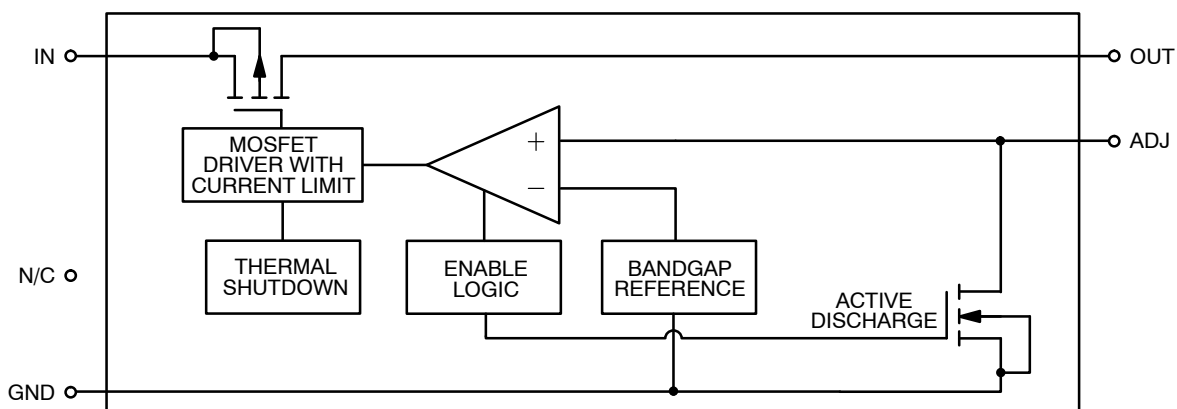 IN
OUT
MOSFET
DRIVER WITH
CURRENT LIMIT
+
−
ADJ
THERMAL
SHUTDOWN
ENABLE
LOGIC
BANDGAP
REFERENCE
N/C
ACTIVE
DISCHARGE
GND